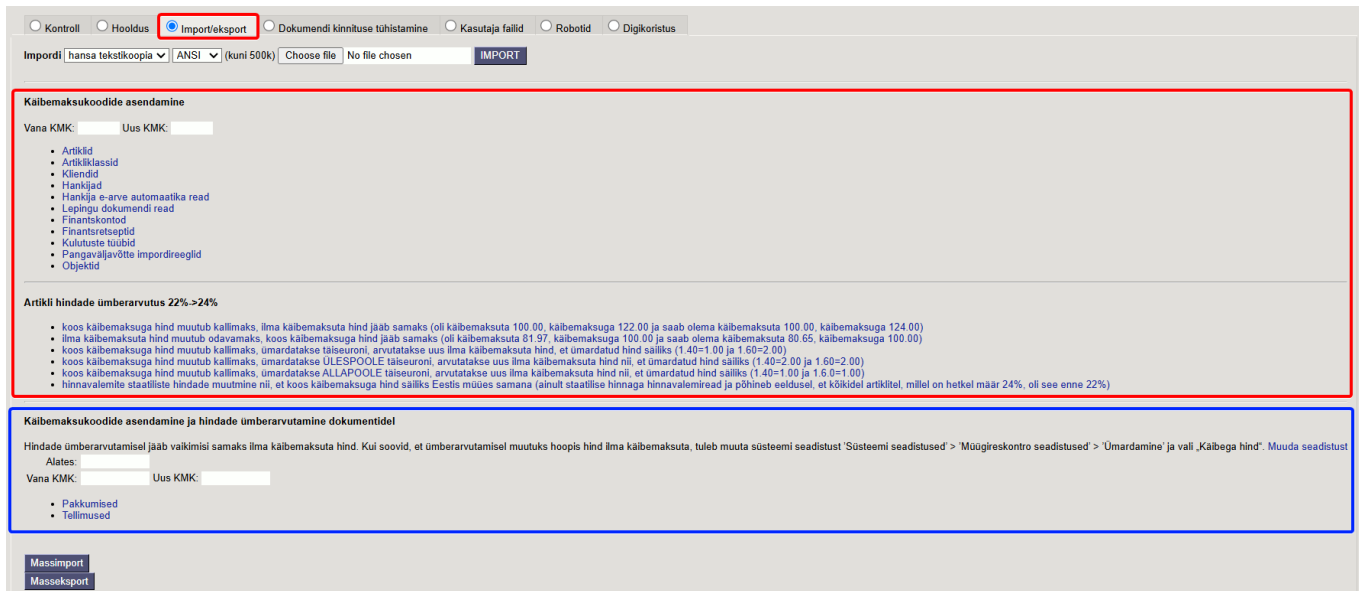 Kontroll Hooldus Import/eksport Dokumendi kinnituse tühistamine Kasutaja failid Robotid Digikoristus
Impordi hansa tekstikoopia ANSI (kuni 500k) Choose file No file chosen IMPORT
Käibemaksukoodide asendamine
Vana KMK: Uus KMK:
• Artiklid
• Artikliklassid
• Kliendid
• Hankijad
• Hankija e-arve automaatika read
• Lepingu dokumendi read
• Finantskontod
• Finantsretseptid
• Kulutuste tüübid
• Pangaväljavõtte impordireeglid
• Objektid
Artikli hindade ümberarvutus 22%->24%
• koos käibemaksuga hind muutub kallimaks, ilma käibemaksuta hind jääb samaks (oli käibemaksuta 100.00, käibemaksuga 122.00 ja saab olema käibemaksuta 100.00, käibemaksuga 124.00)
• ilma käibemaksuta hind muutub odavamaks, koos käibemaksuga hind jääb samaks (oli käibemaksuta 81.97, käibemaksuga 100.00 ja saab olema käibemaksuta 80.65, käibemaksuga 100.00)
• koos käibemaksuga hind muutub kallimaks, ümardatakse täiseuroni, arvutatakse uus ilma käibemaksuta hind, et ümardatud hind säiliks (1.40=1.00 ja 1.60=2.00)
• koos käibemaksuga hind muutub kallimaks, ümardatakse ÜLESPOOLE täiseuroni, arvutatakse uus ilma käibemaksuta hind nii, et ümardatud hind säiliks (1.40=2.00 ja 1.60=2.00)
• koos käibemaksuga hind muutub kallimaks, ümardatakse ALLAPOOLE täiseuroni, arvutatakse uus ilma käibemaksuta hind nii, et ümardatud hind säiliks (1.40=1.00 ja 1.6.0=1.00)
• hinnavalemite staatiliste hindade muutmine nii, et koos käibemaksuga hind säiliks Eestis müües samana (ainult staatilise hinnaga hinnavalemiread ja põhineb eeldusel, et kõikidel artiklitel, millel on hetkel määr 24%, oli see enne 22%)
Käibemaksukoodide asendamine ja hindade ümberarvutamine dokumentidel
Hindade ümberarvutamisel jääb vaikimisi samaks ilma käibemaksuta hind. Kui soovid, et ümberarvutamisel muutuks hoopis hind ilma käibemaksuta, tuleb muuta süsteemi seadistust 'Süsteemi seadistused' > 'Müügireskontro seadistused' > 'Ümardamine' ja vali „Käibega hind“. Muuda seadistust
Alates:
Vana KMK: Uus KMK:
• Pakkumised
• Tellimused
Massimport
Masseksport